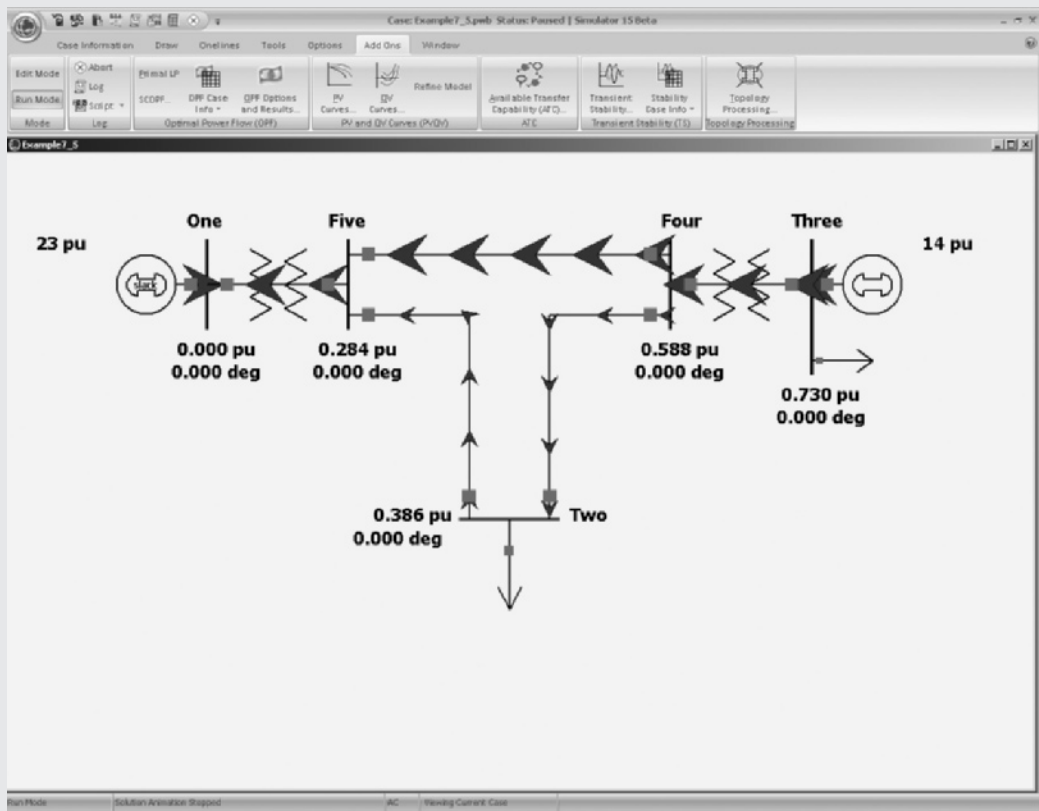 Case: Example7_5.pwb Status: Paused | Simulator 15 Beta
Case Information Draw Onelines Tools Options Add Ons Window
Edit Mode
Run Mode
Mode
Abort
Log
Script
Log
Primal LP
SCOPF...
OPF Case
Info
OPF Options
and Results...
Optimal Power Flow (OPF)
PV
Curves...
QV
Curves...
Refine Model
PV and QV Curves (PVQV)
Available Transfer
Capability (ATC)...
ATC
Transient
Stability...
Stability
Case Info
Transient Stability (TS)
Topology
Processing...
Topology Processing
Example7_5
One
Five
Four
Three
23 pu
14 pu
slack
0.000 pu
0.000 deg
0.284 pu
0.000 deg
0.588 pu
0.000 deg
0.730 pu
0.000 deg
0.386 pu
0.000 deg
Two
Run Mode
Solution Animation Stopped
AC
Viewing Current Case